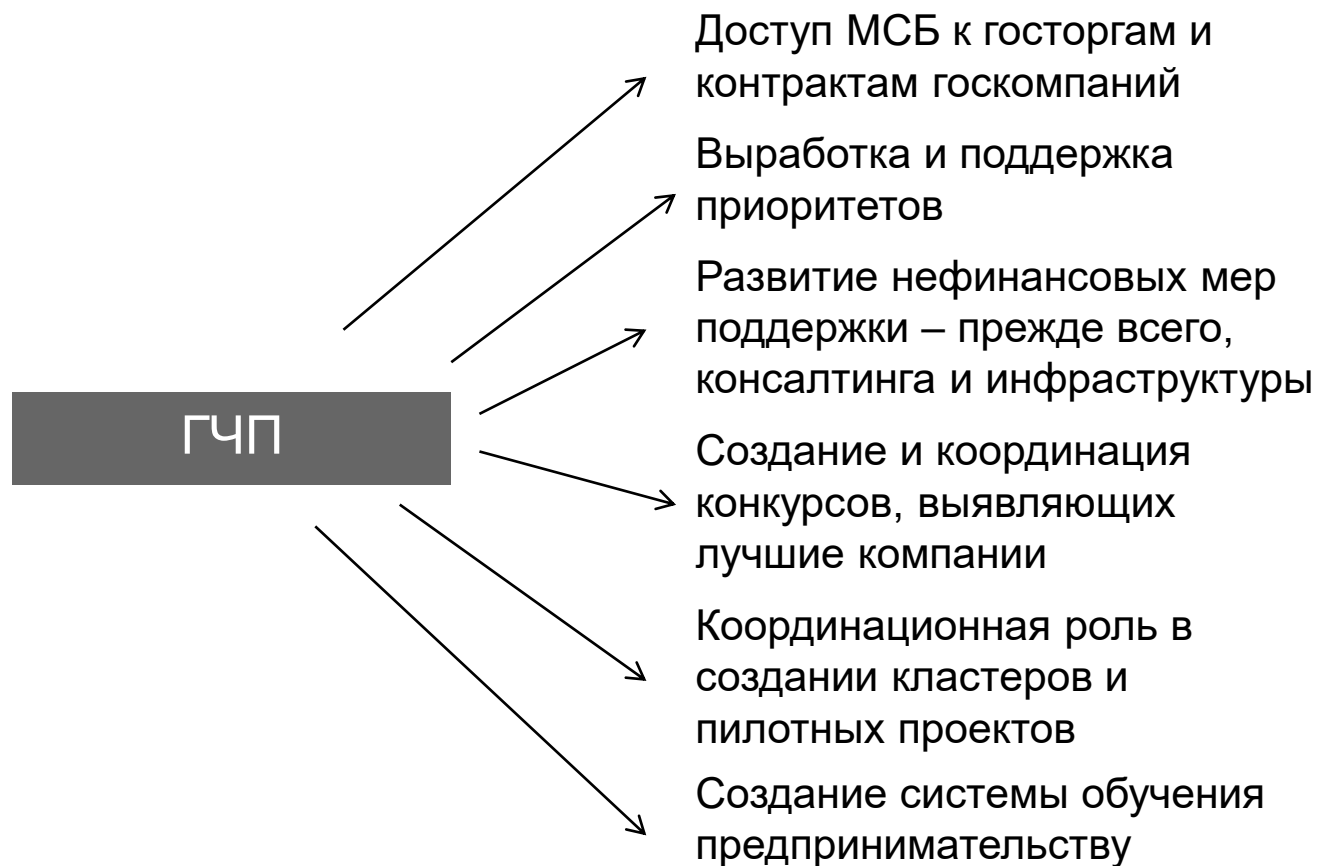 Доступ МСБ к госторгам и
контрактам госкомпаний
Выработка и поддержка
приоритетов
Развитие нефинансовых мер
поддержки – прежде всего,
консалтинга и инфраструктуры
ГЧП
Создание и координация
конкурсов, выявляющих
лучшие компании
Координационная роль в
создании кластеров и
пилотных проектов
Создание системы обучения
предпринимательству